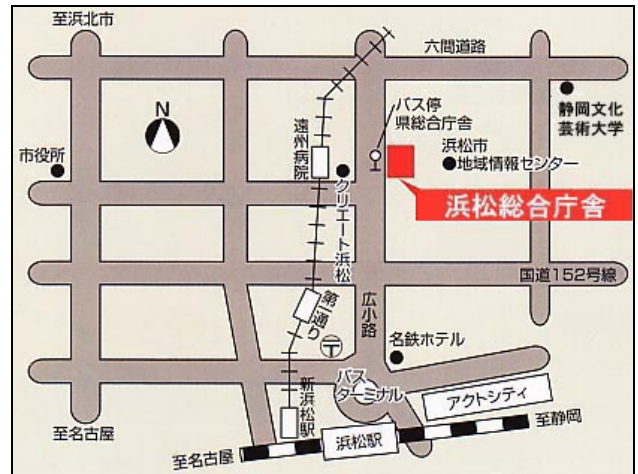 至浜北市
六間道路
N
バス停
県総合庁舎
静岡文化
芸術大学
遠州病院
浜松市
地域情報センター
市役所
クリエート浜松
浜松総合庁舎
国道152号線
第一通り
広小路
〒
名鉄ホテル
バス
ターミナル
新浜松駅
アクトシティ
至名古屋
至静岡
浜松駅
至名古屋